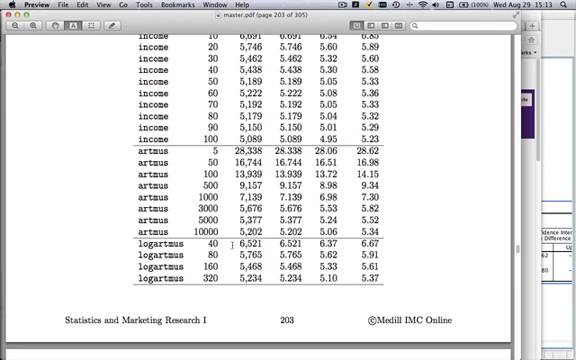 Preview File Edit View Go Tools Bookmarks Window Help (100%) Wed Aug 29 15:13
master.pdf (page 203 of 305)
income 10 6,691 6.691 6.54 6.85
income 20 5,746 5.746 5.60 5.89
income 30 5,462 5.462 5.32 5.60
income 40 5,438 5.438 5.30 5.58
income 50 5,189 5.189 5.05 5.33
income 60 5,222 5.222 5.08 5.36
income 70 5,192 5.192 5.05 5.33
income 80 5,179 5.179 5.04 5.32
income 90 5,150 5.150 5.01 5.29
income 100 5,089 5.089 4.95 5.23
artmus 5 28,338 28.338 28.06 28.62
artmus 50 16,744 16.744 16.51 16.98
artmus 100 13,939 13.939 13.72 14.15
artmus 500 9,157 9.157 8.98 9.34
artmus 1000 7,139 7.139 6.98 7.30
artmus 3000 5,676 5.676 5.53 5.82
artmus 5000 5,377 5.377 5.24 5.52
artmus 10000 5,202 5.202 5.06 5.34
logartmus 40 6,521 6.521 6.37 6.67
logartmus 80 5,765 5.765 5.62 5.91
logartmus 160 5,468 5.468 5.33 5.61
logartmus 320 5,234 5.234 5.10 5.37
Statistics and Marketing Research I 203 ©Medill IMC Online